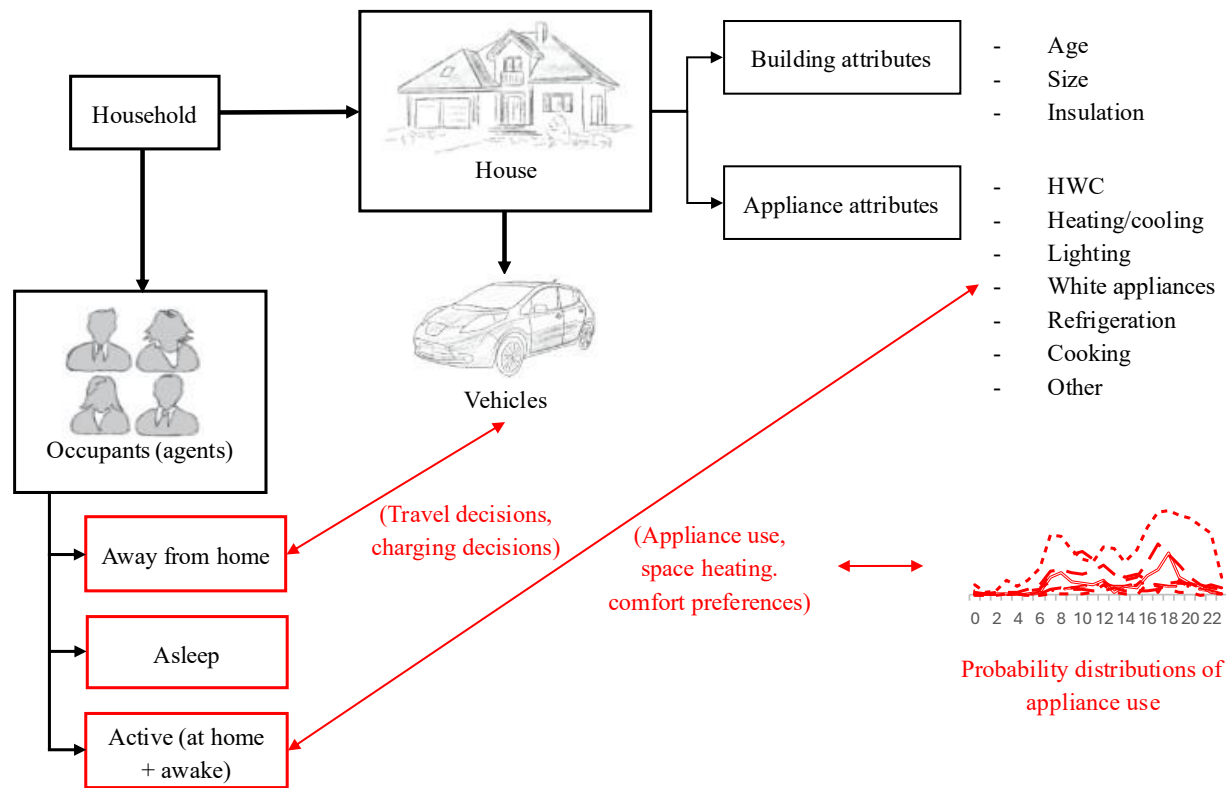 Household
House
Building attributes
- Age
- Size
- Insulation
Appliance attributes
- HWC
- Heating/cooling
- Lighting
- White appliances
- Refrigeration
- Cooking
- Other
Vehicles
Occupants (agents)
Away from home
Asleep
Active (at home
+ awake)
(Travel decisions,
charging decisions)
(Appliance use,
space heating.
comfort preferences)
0 2 4 6 8 10 12 14 16 18 20 22
Probability distributions of
appliance use